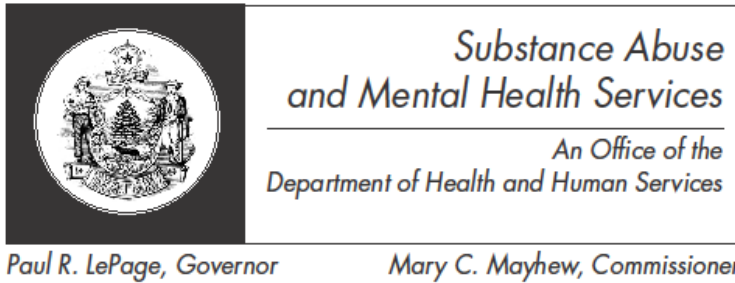 Substance Abuse
and Mental Health Services
An Office of the
Department of Health and Human Services
Paul R. LePage, Governor
Mary C. Mayhew, Commissioner